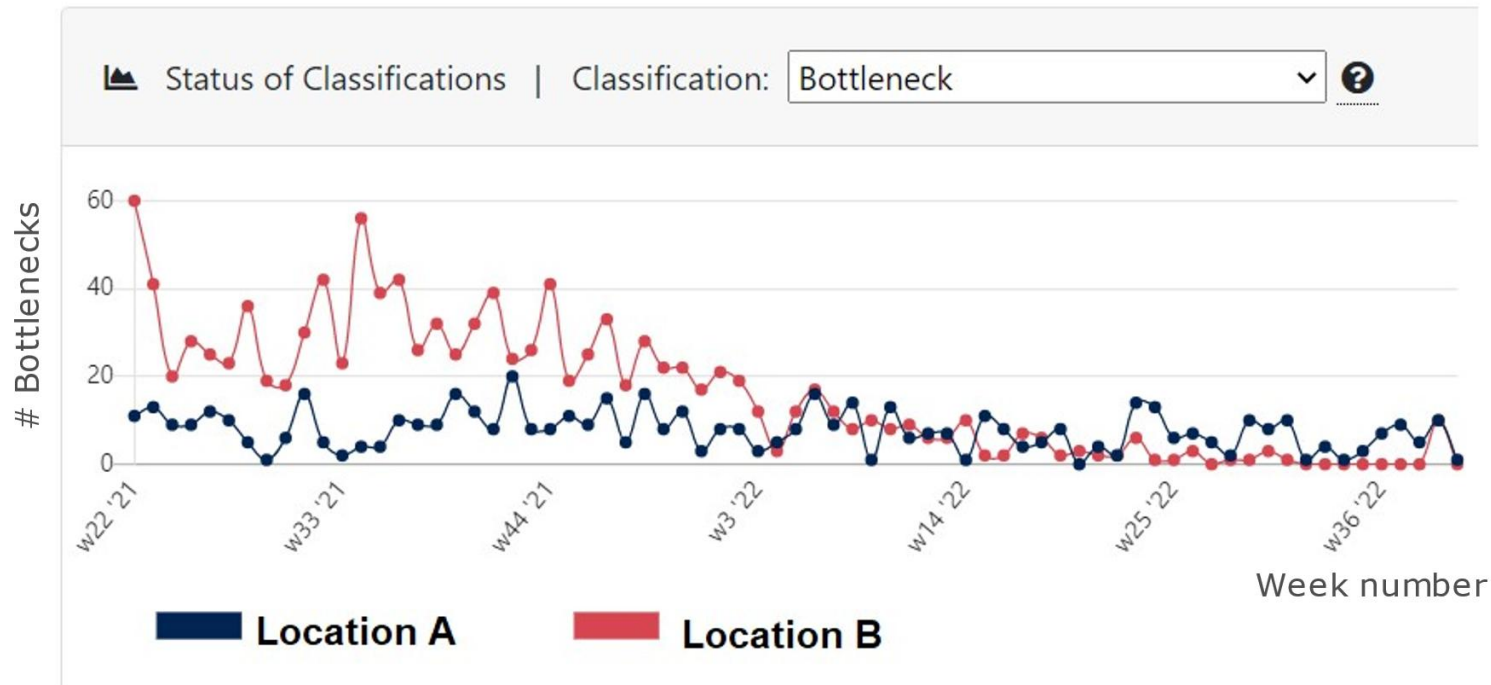 Status of Classifications | Classification: Bottleneck
# Bottlenecks
60
40
20
0
w22 '21
w33 '21
w44 '21
w3 '22
w14 '22
w25 '22
w36 '22
Week number
Location A
Location B